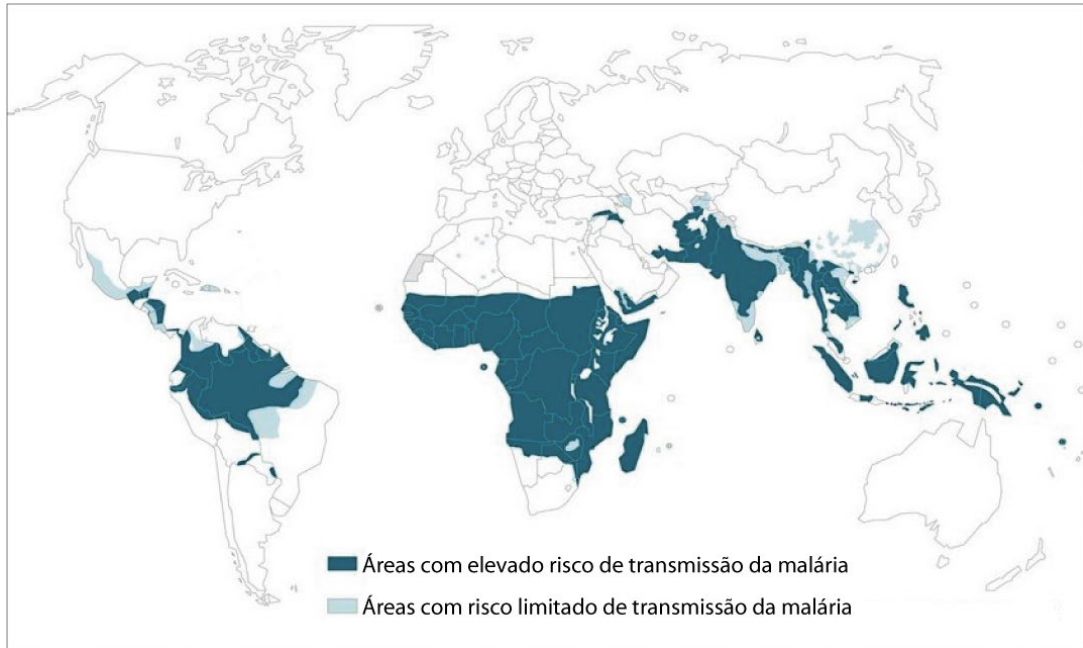 Áreas com elevado risco de transmissão da malária
Áreas com risco limitado de transmissão da malária